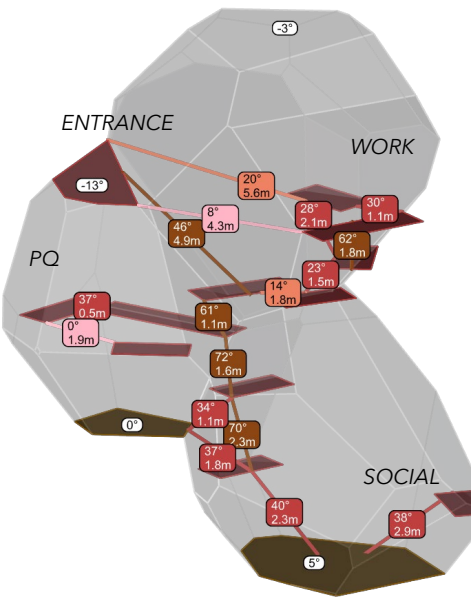 -3°
ENTRANCE
WORK
20°
5.6m
-13°
30°
1.1m
28°
2.1m
8°
4.3m
46°
4.9m
62°
1.8m
PQ
23°
1.5m
14°
1.8m
37°
0.5m
61°
1.1m
0°
1.9m
72°
1.6m
34°
1.1m
0°
70°
2.3m
37°
1.8m
SOCIAL
40°
2.3m
38°
2.9m
5°